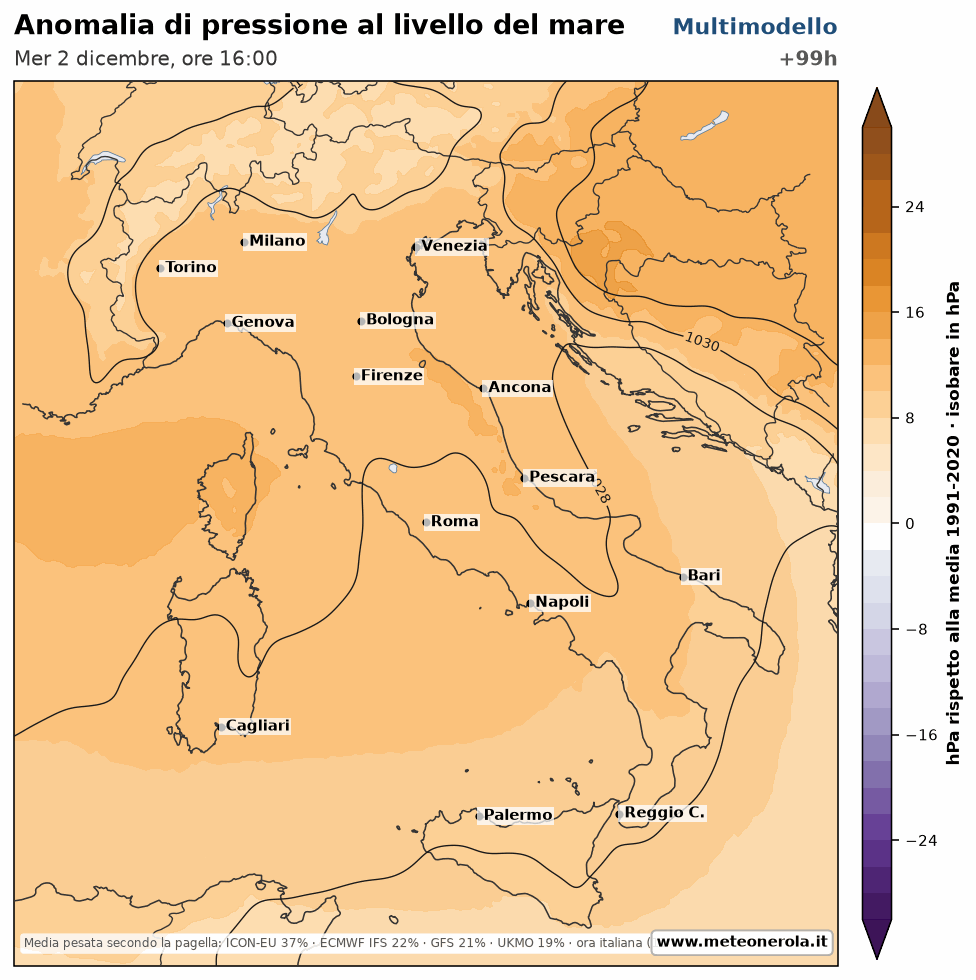 Anomalia di pressione al livello del mare
Multimodello
Mer 2 dicembre, ore 16:00
+99h
Milano
Venezia
Torino
Genova
Bologna
1030
Firenze
Ancona
Pescara
28
Roma
Bari
Napoli
Cagliari
Palermo
Reggio C.
Media pesata secondo la pagella: ICON-EU 37% · ECMWF IFS 22% · GFS 21% · UKMO 19% · ora italiana (
www.meteonerola.it
24
16
8
0
−8
−16
−24
hPa rispetto alla media 1991-2020 · isobare in hPa